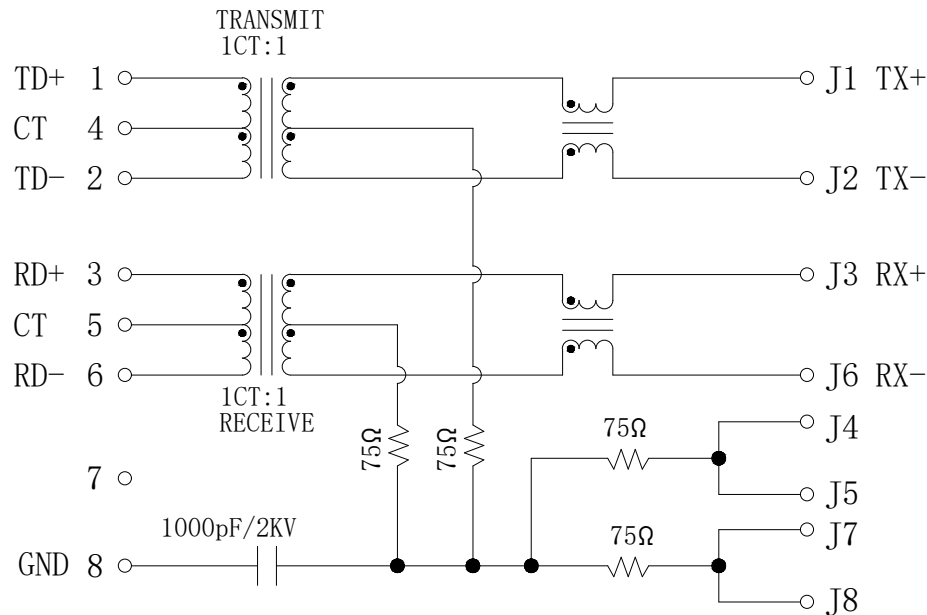 TRANSMIT
1CT:1
TD+ 1
J1 TX+
CT 4
TD- 2
J2 TX-
RD+ 3
J3 RX+
CT 5
RD- 6
J6 RX-
1CT:1
RECEIVE
75Ω
75Ω
75Ω
J4
7
J5
1000pF/2KV
75Ω
J7
GND 8
J8